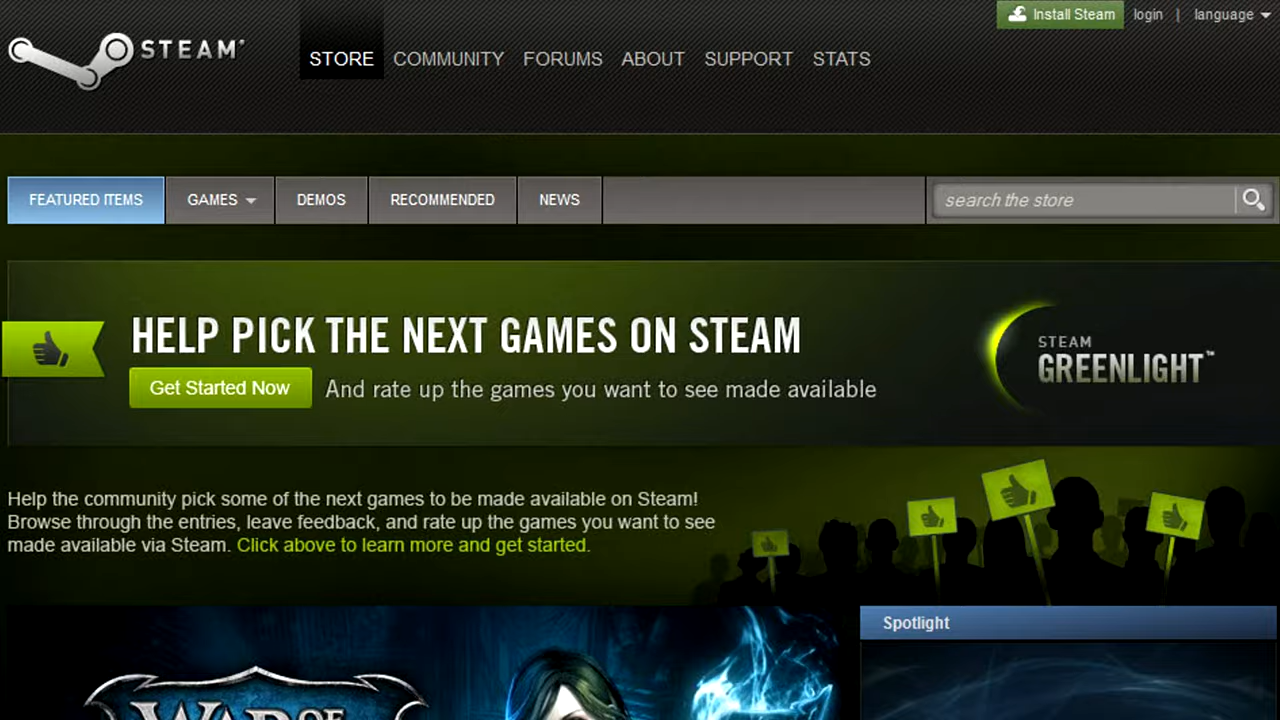 Install Steam login | language
STEAM
STORE COMMUNITY FORUMS ABOUT SUPPORT STATS
FEATURED ITEMS GAMES DEMOS RECOMMENDED NEWS search the store
HELP PICK THE NEXT GAMES ON STEAM
Get Started Now And rate up the games you want to see made available
STEAM
GREENLIGHT™
Help the community pick some of the next games to be made available on Steam!
Browse through the entries, leave feedback, and rate up the games you want to see
made available via Steam. Click above to learn more and get started.
Spotlight
WAR OF